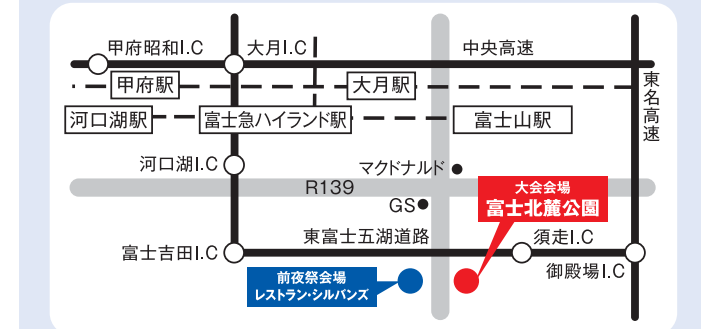 甲府昭和I.C
大月I.C
中央高速
甲府駅
大月駅
東名高速
河口湖駅
富士急ハイランド駅
富士山駅
河口湖I.C
マクドナルド
R139
大会会場
富士北麓公園
GS
東富士五湖道路
須走I.C
富士吉田I.C
御殿場I.C
前夜祭会場
レストラン・シルバンズ